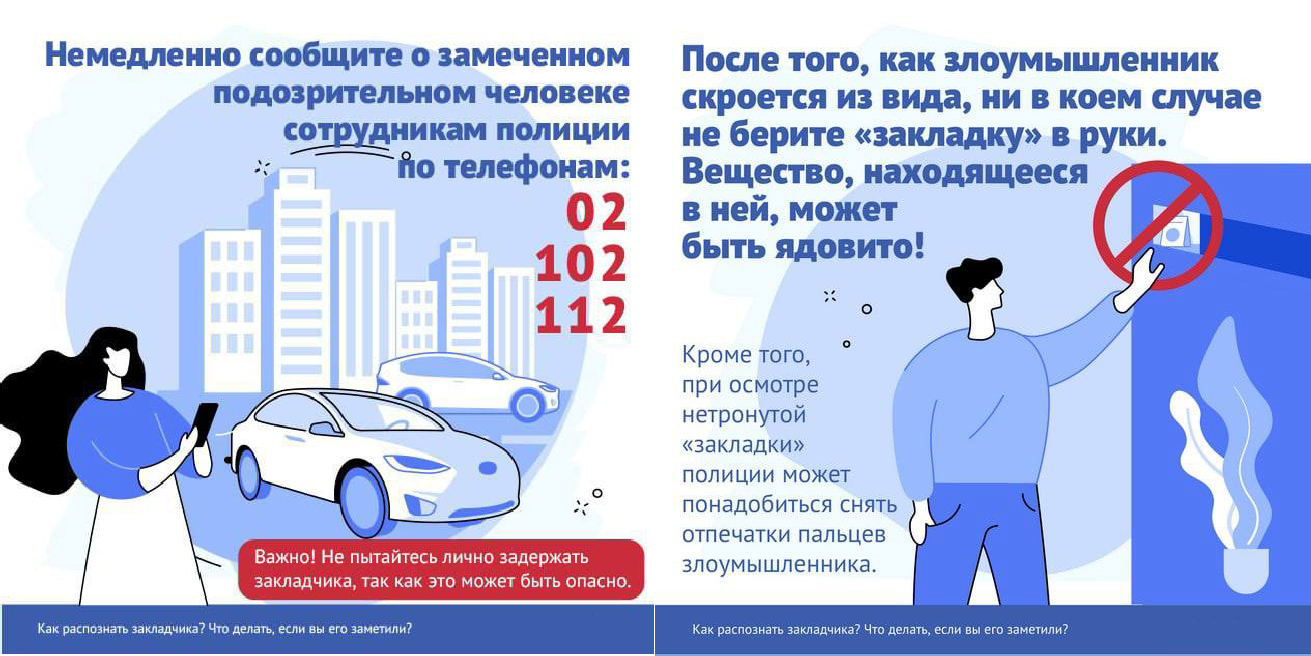 Немедленно сообщите о замеченном
подозрительном человеке
сотрудникам полиции
по телефонам:
02
102
112
Важно! Не пытайтесь лично задержать
закладчика, так как это может быть опасно.
Как распознать закладчика? Что делать, если вы его заметили?
После того, как злоумышленник
скроется из вида, ни в коем случае
не берите «закладку» в руки.
Вещество, находящееся
в ней, может
быть ядовито!
Кроме того,
при осмотре
нетронутой
«закладки»
полиции может
понадобиться снять
отпечатки пальцев
злоумышленника.
Как распознать закладчика? Что делать, если вы его заметили?